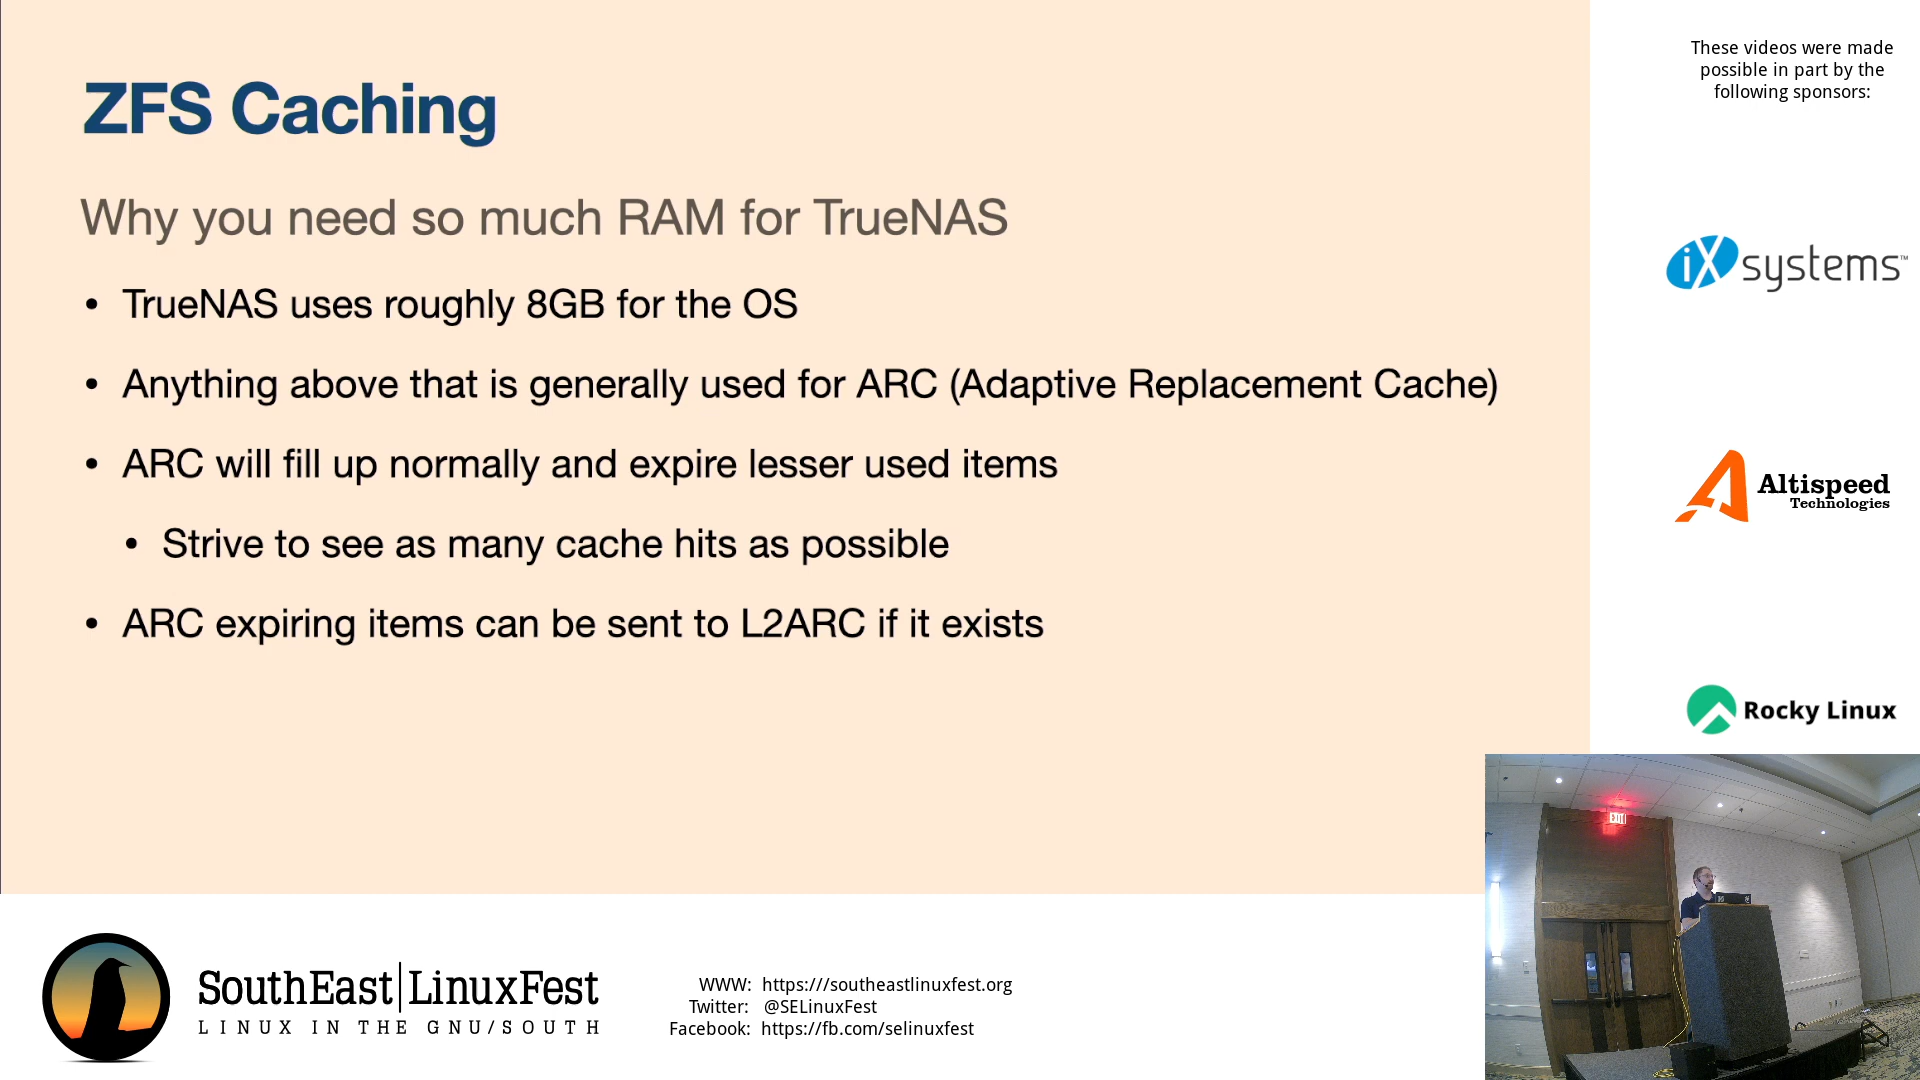 ZFS Caching
Why you need so much RAM for TrueNAS
• TrueNAS uses roughly 8GB for the OS
• Anything above that is generally used for ARC (Adaptive Replacement Cache)
• ARC will fill up normally and expire lesser used items
• Strive to see as many cache hits as possible
• ARC expiring items can be sent to L2ARC if it exists
These videos were made
possible in part by the
following sponsors:
iX systems™
Altispeed
Technologies
Rocky Linux
EXIT
SouthEast|LinuxFest
LINUX IN THE GNU/SOUTH
WWW: https:///southeastlinuxfest.org
Twitter: @SELinuxFest
Facebook: https://fb.com/selinuxfest